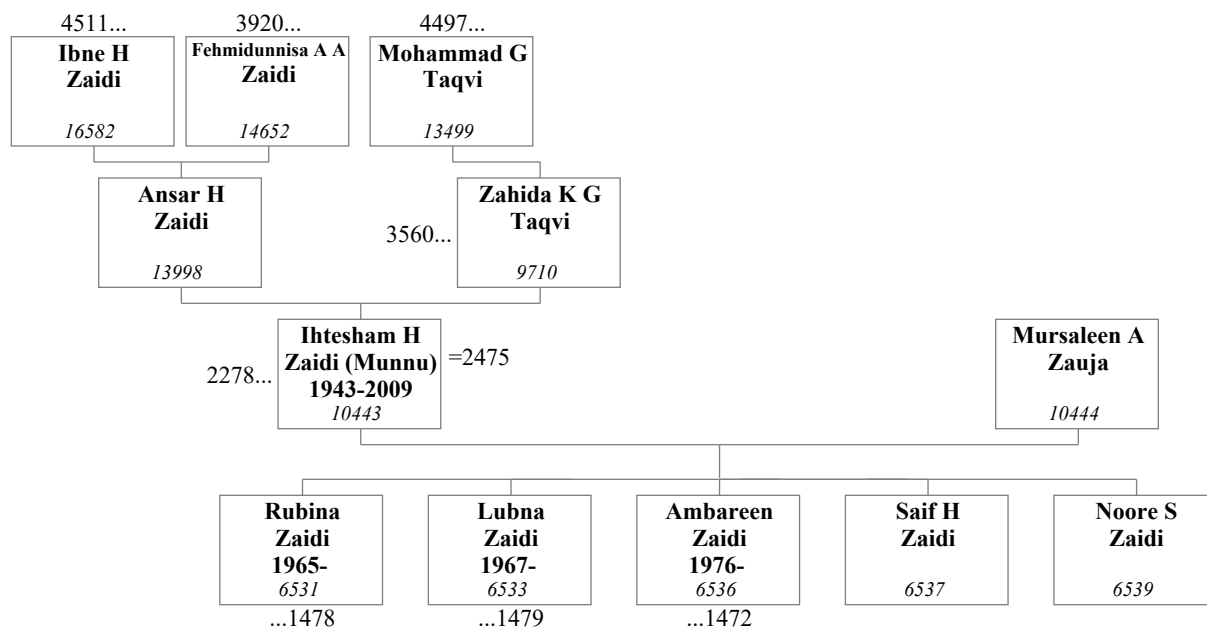 4511...
3920...
4497...
Ibne H
Zaidi
16582
Fehmidunnisa A A
Zaidi
14652
Mohammad G
Taqvi
13499
Ansar H
Zaidi
13998
3560...
Zahida K G
Taqvi
9710
2278...
Ihtesham H
Zaidi (Munnu)
1943-2009
10443
=2475
Mursaleen A
Zauja
10444
Rubina
Zaidi
1965-
6531
...1478
Lubna
Zaidi
1967-
6533
...1479
Ambareen
Zaidi
1976-
6536
...1472
Saif H
Zaidi
6537
Noore S
Zaidi
6539